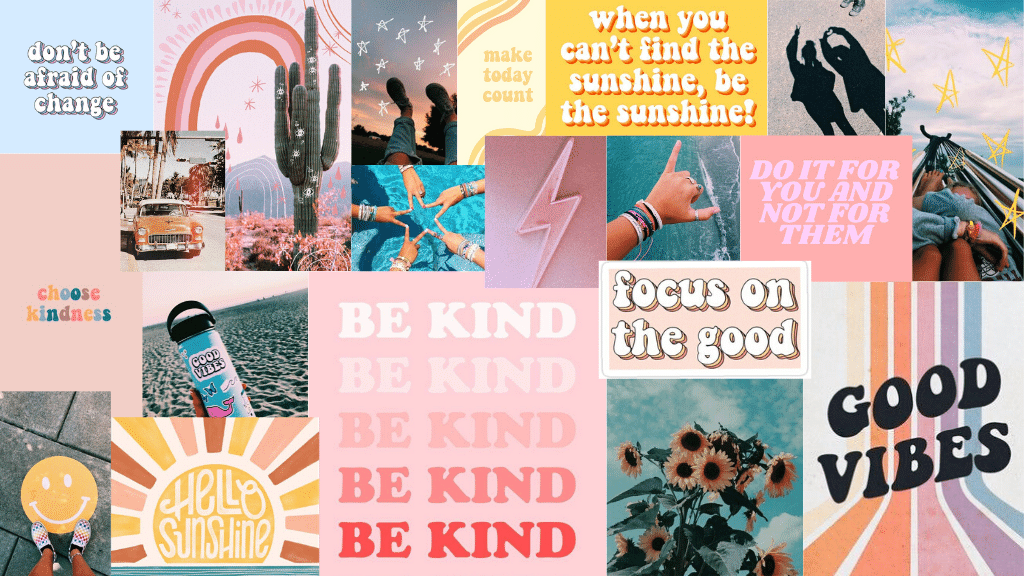 don't be
afraid of
change
make
today
count
when you
can't find the
sunshine, be
the sunshine!
DO IT FOR
YOU AND
NOT FOR
THEM
choose
kindness
GOOD
VIBES
BE KIND
BE KIND
BE KIND
BE KIND
BE KIND
focus on
the good
GOOD
VIBES
HELLO
SUNSHINE